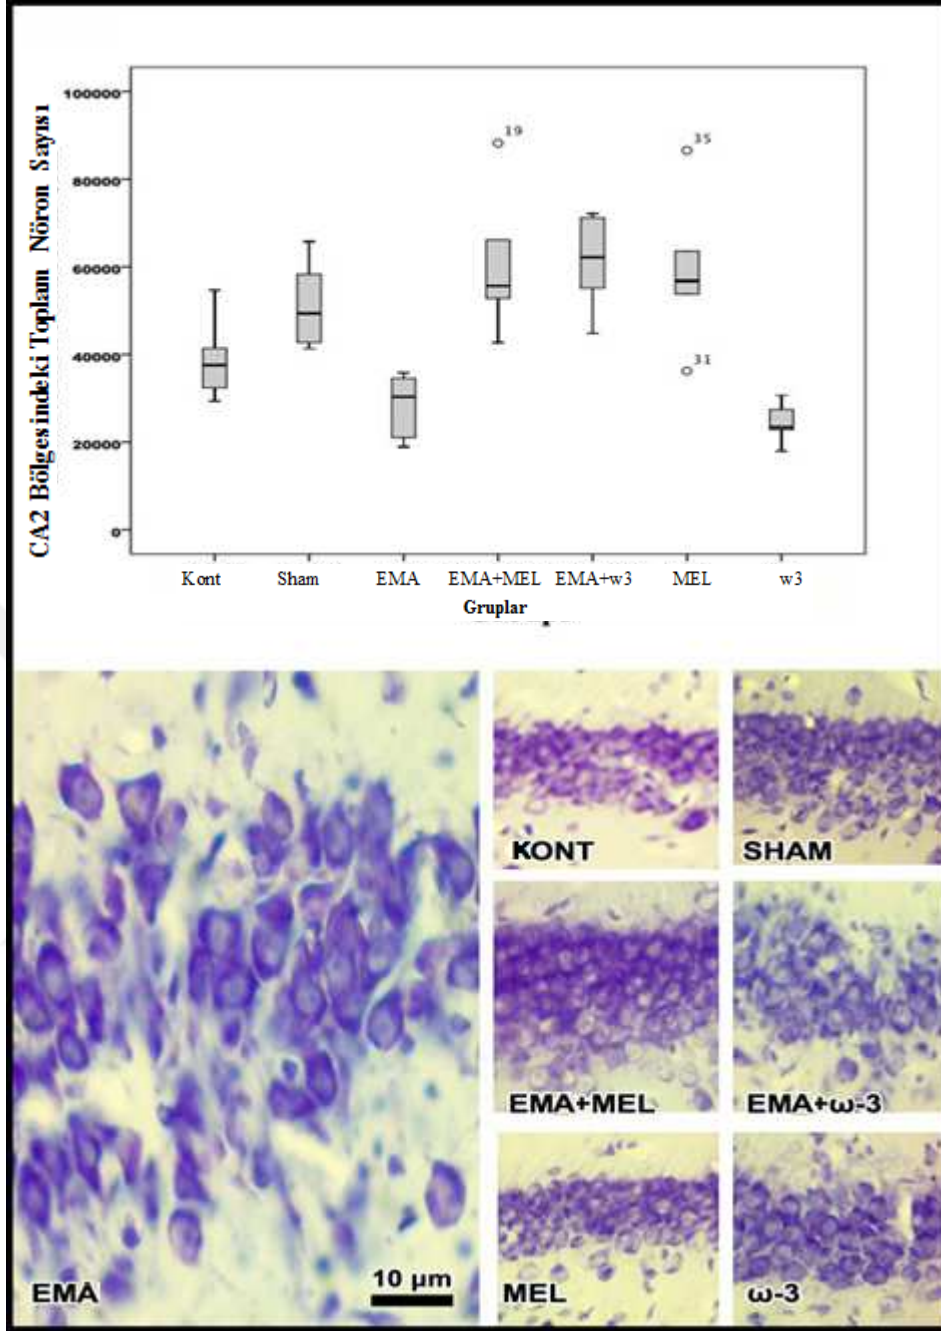 CA2 Bölgesindeki Toplam Nöron Sayısı
100000
80000
60000
40000
20000
0
19
35
31
Kont Sham EMA EMA+MEL EMA+w3 MEL w3
Gruplar
KONT
SHAM
EMA+MEL
EMA+ω-3
EMA
10 µm
MEL
ω-3